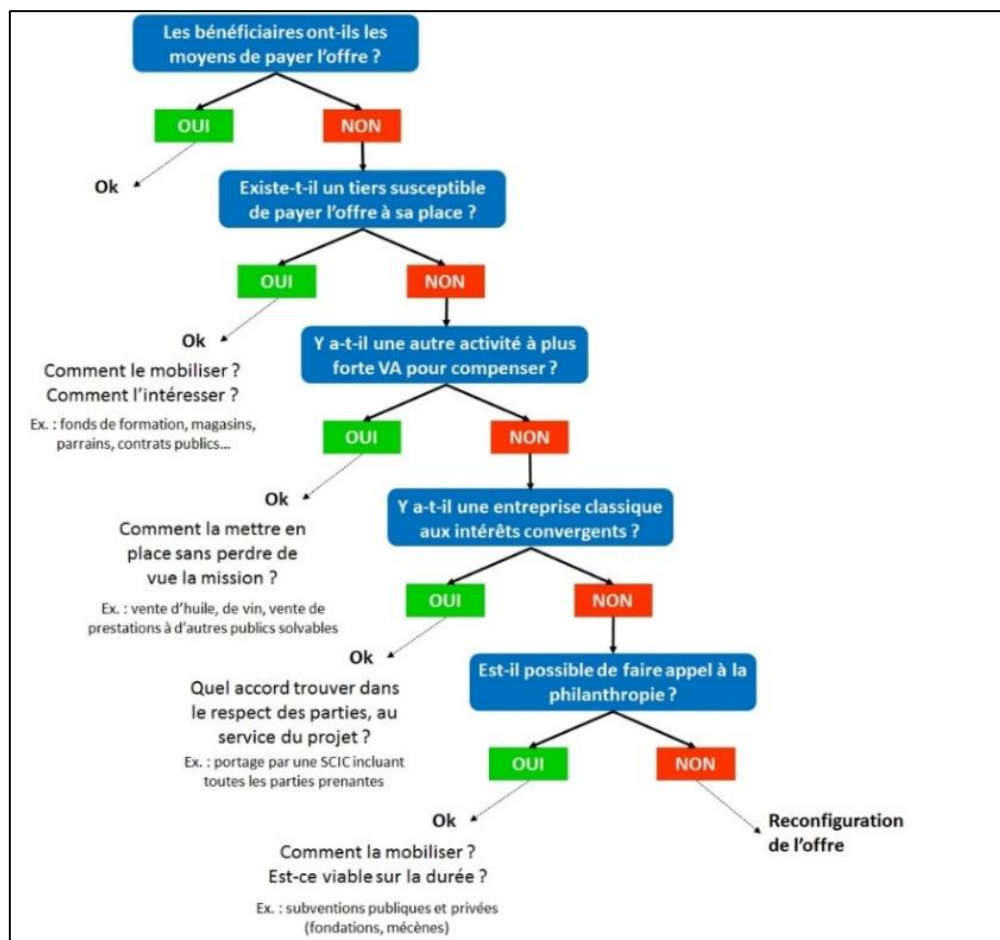 Les bénéficiaires ont-ils les
moyens de payer l'offre ?
OUI
NON
Ok
Existe-t-il un tiers susceptible
de payer l'offre à sa place ?
OUI
NON
Ok
Comment le mobiliser ?
Comment l'intéresser ?
Ex. : fonds de formation, magasins,
parrains, contrats publics...
Y a-t-il une autre activité à plus
forte VA pour compenser ?
OUI
NON
Ok
Comment la mettre en
place sans perdre de
vue la mission ?
Ex. : vente d'huile, de vin, vente de
prestations à d'autres publics solvables
Y a-t-il une entreprise classique
aux intérêts convergents ?
OUI
NON
Ok
Quel accord trouver dans
le respect des parties, au
service du projet ?
Ex. : portage par une SCIC incluant
toutes les parties prenantes
Est-il possible de faire appel à la
philanthropie ?
OUI
NON
Ok
Comment la mobiliser ?
Est-ce viable sur la durée ?
Ex. : subventions publiques et privées
(fondations, mécènes)
Reconfiguration
de l'offre